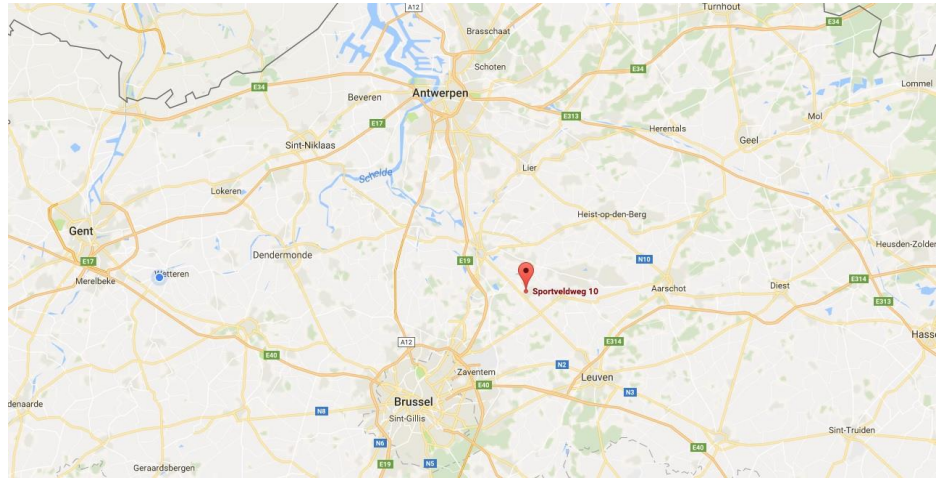 A12
Turnhout
E34
Brasschaat
Schoten
E34
Lommel
E34
Beveren
Antwerpen
E17
E313
Mol
Herentals
Geel
Sint-Niklaas
Lier
Schelde
Lokeren
Heist-op-den-Berg
Gent
Heusden-Zolder
Dendermonde
E17
E19
N10
Wetteren
Merelbeke
E314
Sportveldweg 10
Aarschot
Diest
E313
Hass
A12
E314
E40
N2
Zaventem
E40
Leuven
N3
Brussel
denaarde
N8
Sint-Gillis
Sint-Truiden
N6
E40
E19
N5
Geraardsbergen